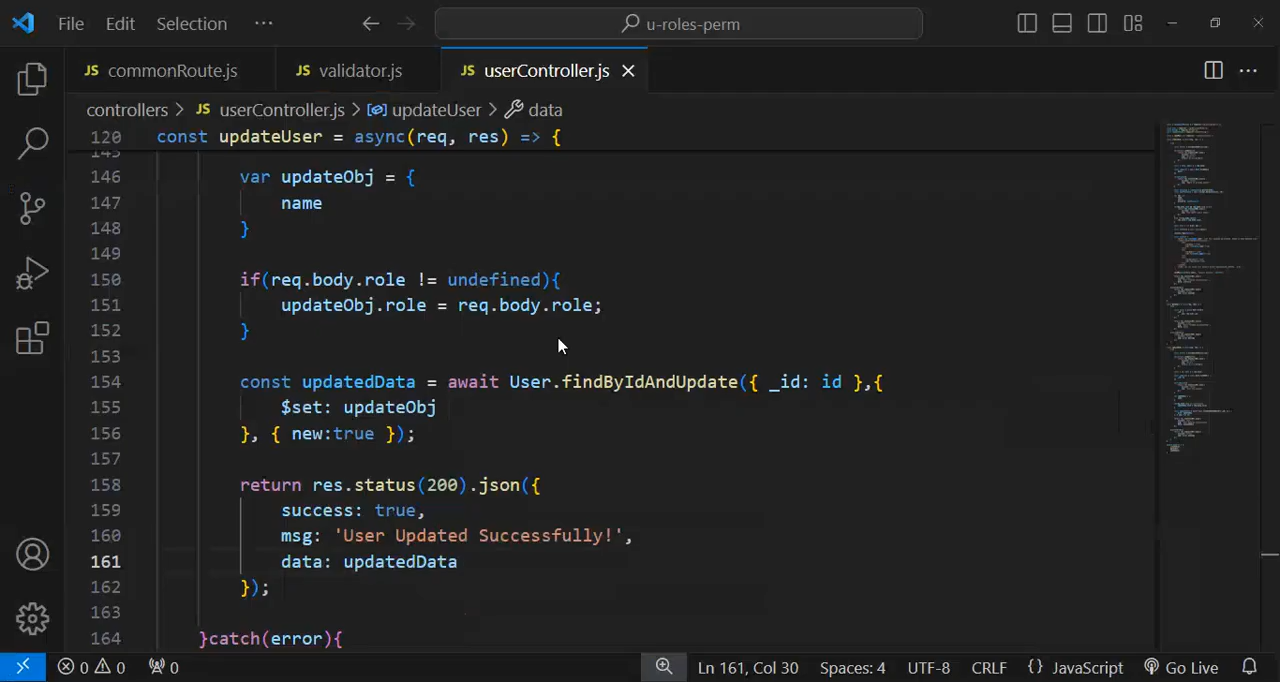 File Edit Selection ··· u-roles-perm
JS commonRoute.js JS validator.js JS userController.js
controllers > JS userController.js > updateUser > data
120 const updateUser = async(req, res) => {
146 var updateObj = {
147 name
148 }
149
150 if(req.body.role != undefined){
151 updateObj.role = req.body.role;
152 }
153
154 const updatedData = await User.findByIdAndUpdate({ _id: id },{
155 $set: updateObj
156 }, { new:true });
157
158 return res.status(200).json({
159 success: true,
160 msg: 'User Updated Successfully!',
161 data: updatedData
162 });
163
164 }catch(error){
0 0 0 Ln 161, Col 30 Spaces: 4 UTF-8 CRLF {} JavaScript Go Live